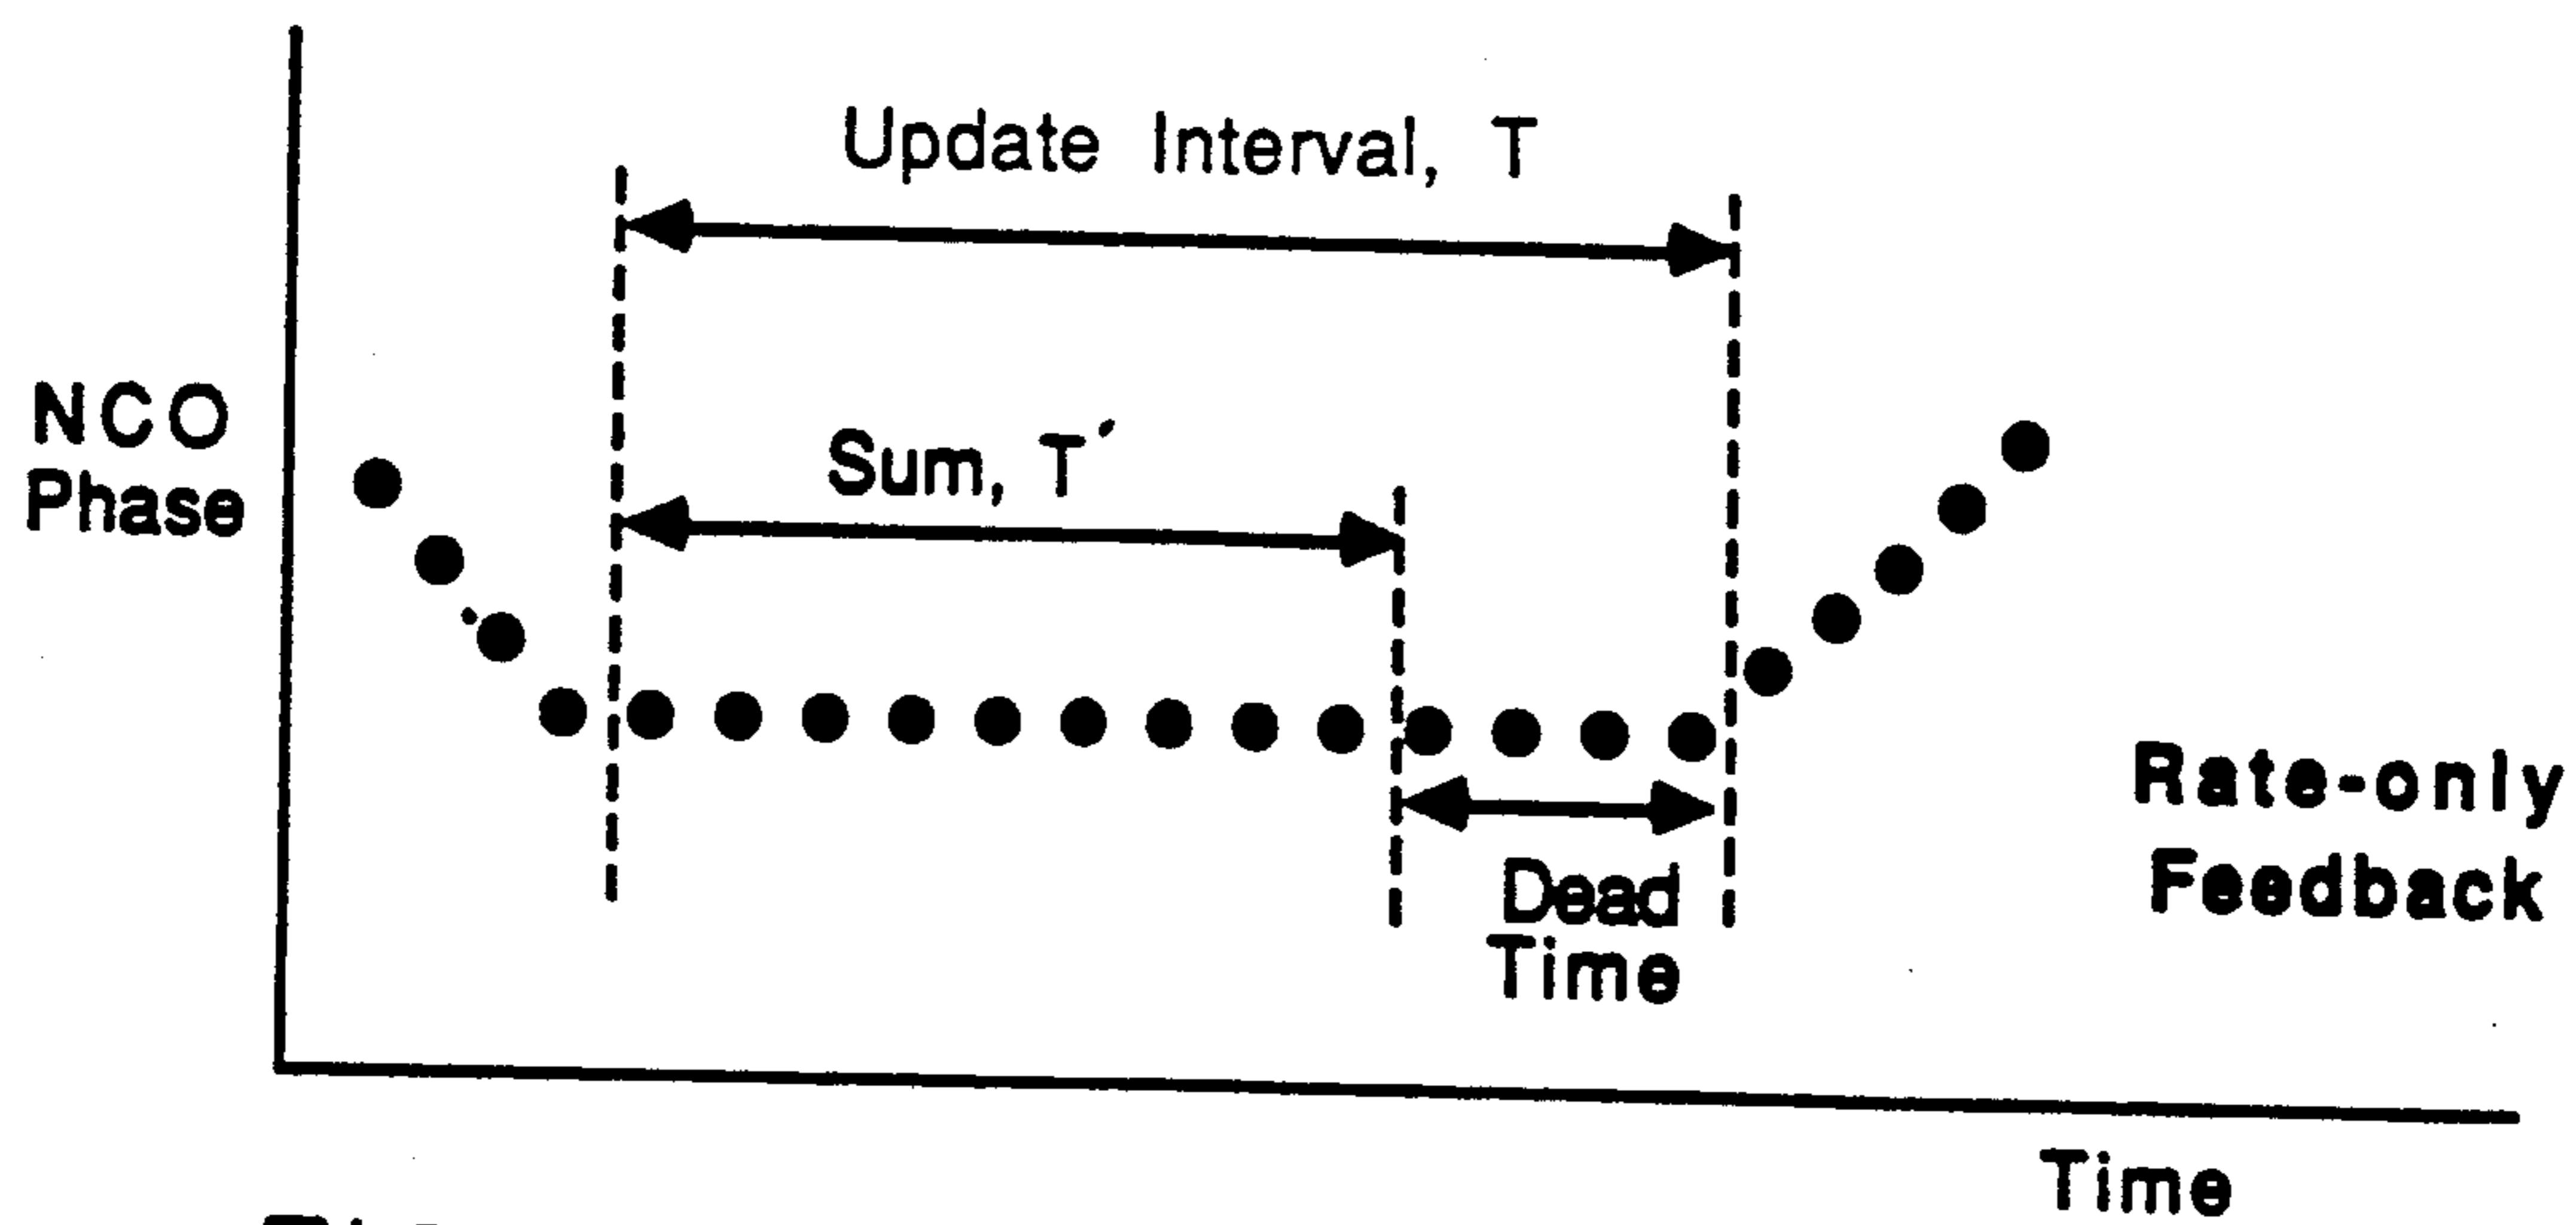 Update Interval, T
NCO
Phase
Sum, T´
Rate-only
Feedback
Dead
Time
Time